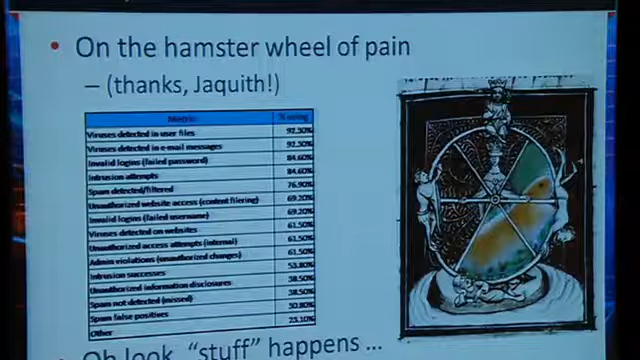 • On the hamster wheel of pain
– (thanks, Jaquith!)
Metric % using
Viruses detected in user files 92.30%
Viruses detected in e-mail messages 92.30%
Invalid logins (failed password) 84.60%
Intrusion attempts 84.60%
Spam detected/filtered 76.90%
Unauthorized website access (content filtering) 69.20%
Invalid logins (failed username) 69.20%
Viruses detected on websites 61.50%
Unauthorized access attempts (internal) 61.50%
Admin violations (unauthorized changes) 61.50%
Intrusion successes 53.80%
Unauthorized information disclosures 38.50%
Spam not detected (missed) 38.50%
Spam false positives 30.80%
Other 23.10%
• Oh look, “stuff” happens ...